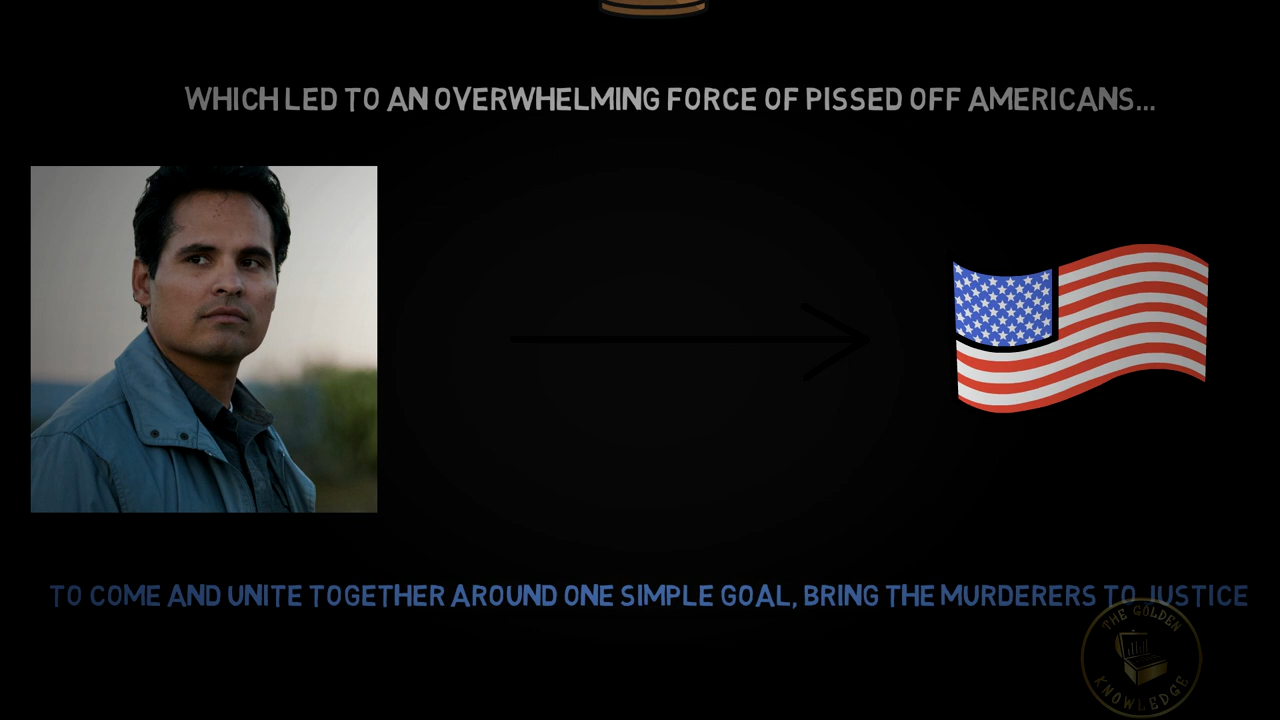 WHICH LED TO AN OVERWHELMING FORCE OF PISSED OFF AMERICANS...
TO COME AND UNITE TOGETHER AROUND ONE SIMPLE GOAL, BRING THE MURDERERS TO JUSTICE
THE GOLDEN
KNOWLEDGE